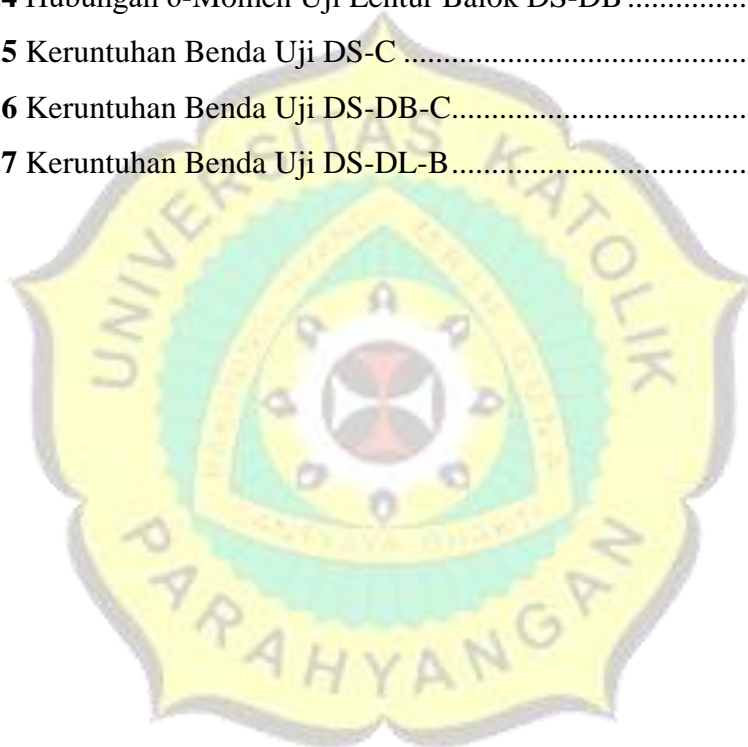 4 Hubungan δ-Momen Uji Lentur Balok DS-DB ..............
5 Keruntuhan Benda Uji DS-C ........................................
6 Keruntuhan Benda Uji DS-DB-C..................................
7 Keruntuhan Benda Uji DS-DL-B..................................
UNIVERSITAS KATOLIK
PARAHYANGAN